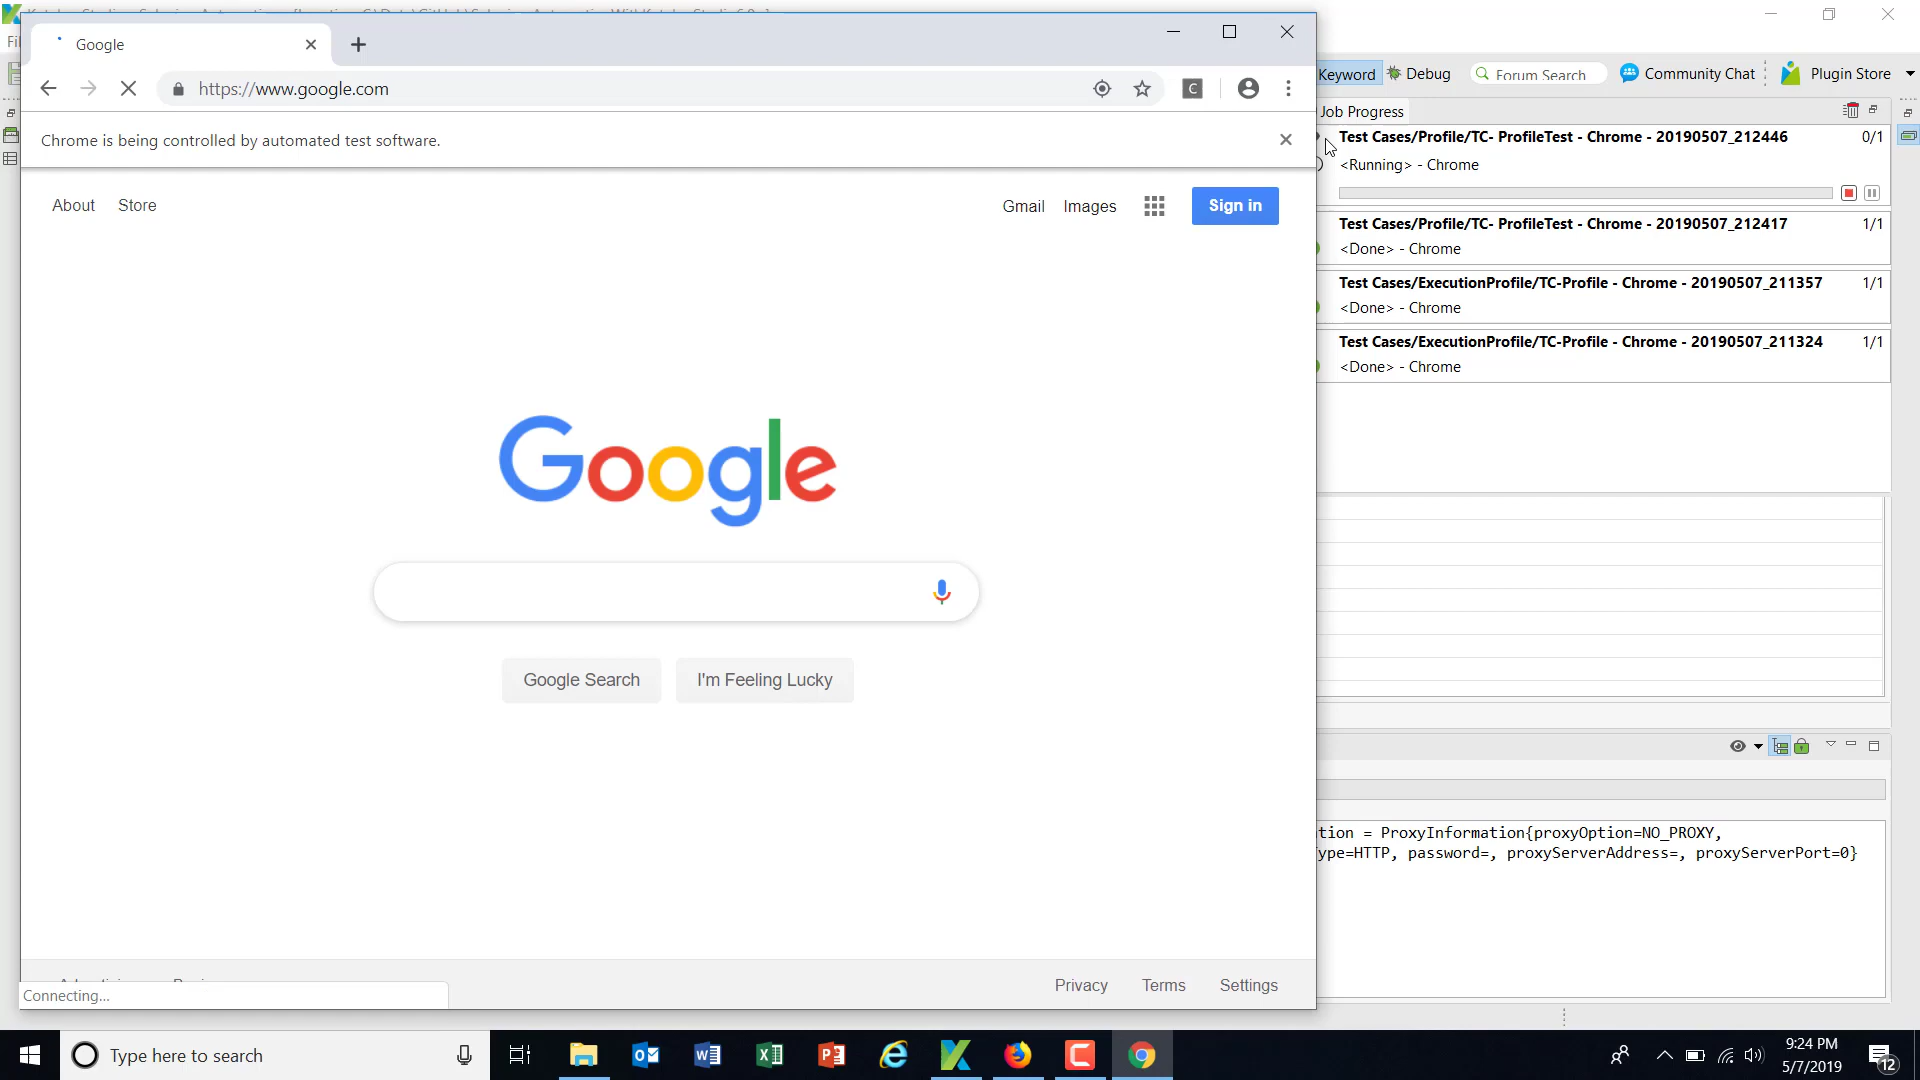 Google
https://www.google.com
C
Chrome is being controlled by automated test software.
About
Store
Gmail
Images
Sign in
Google
Google Search
I'm Feeling Lucky
Privacy
Terms
Settings
Connecting...
Keyword
Debug
Forum Search
Community Chat
Plugin Store
Job Progress
Test Cases/Profile/TC- ProfileTest - Chrome - 20190507_212446
0/1
<Running> - Chrome
Test Cases/Profile/TC- ProfileTest - Chrome - 20190507_212417
1/1
<Done> - Chrome
Test Cases/ExecutionProfile/TC-Profile - Chrome - 20190507_211357
1/1
<Done> - Chrome
Test Cases/ExecutionProfile/TC-Profile - Chrome - 20190507_211324
1/1
<Done> - Chrome
tion = ProxyInformation{proxyOption=NO_PROXY,
ype=HTTP, password=, proxyServerAddress=, proxyServerPort=0}
Type here to search
9:24 PM
5/7/2019
12